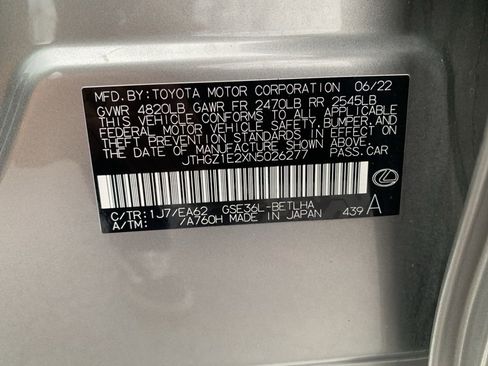 MFD.BY:TOYOTA MOTOR CORPORATION 06/22
GVWR 4820LB GAWR FR 2470LB RR 2545LB
THIS VEHICLE CONFORMS TO ALL APPLICABLE
FEDERAL MOTOR VEHICLE SAFETY, BUMPER, AND
THEFT PREVENTION STANDARDS IN EFFECT ON
THE DATE OF MANUFACTURE SHOWN ABOVE.
JTHGZ1E2XN5026277 PASS.CAR
C/TR:1J7/EA62 GSE36L-BETLHA
A/TM: /A760H MADE IN JAPAN 439 A